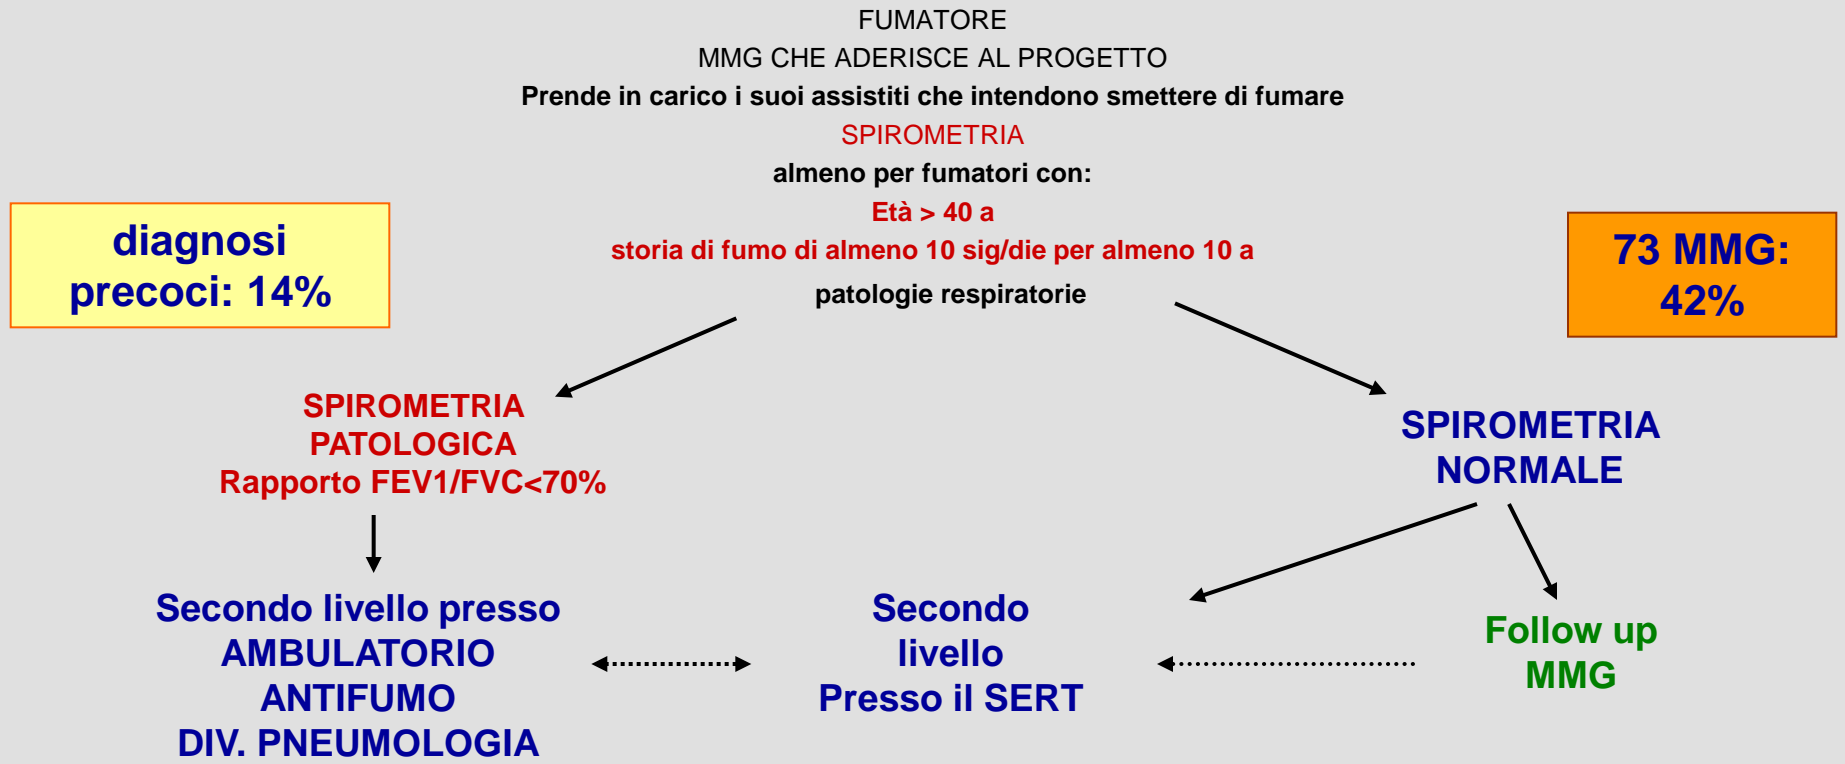 FUMATORE
MMG CHE ADERISCE AL PROGETTO
Prende in carico i suoi assistiti che intendono smettere di fumare
SPIROMETRIA
almeno per fumatori con:
Età > 40 a
storia di fumo di almeno 10 sig/die per almeno 10 a
patologie respiratorie
diagnosi
precoci: 14%
73 MMG:
42%
SPIROMETRIA
PATOLOGICA
Rapporto FEV1/FVC<70%
SPIROMETRIA
NORMALE
Secondo livello presso
AMBULATORIO
ANTIFUMO
DIV. PNEUMOLOGIA
Secondo
livello
Presso il SERT
Follow up
MMG